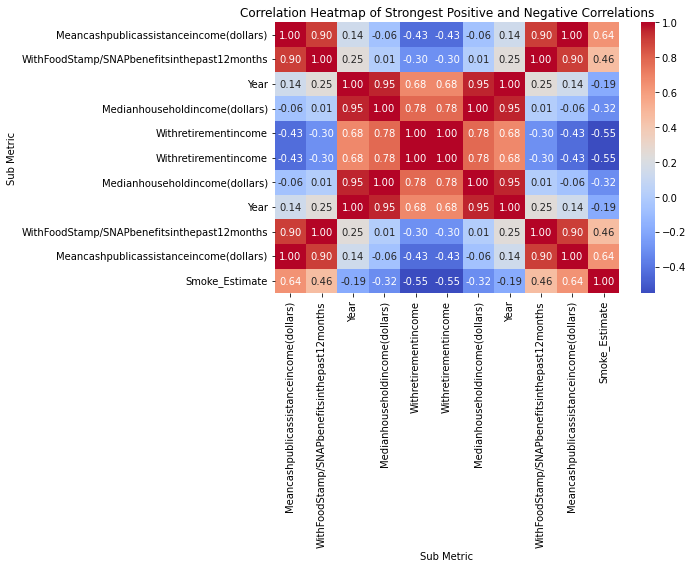 Correlation Heatmap of Strongest Positive and Negative Correlations
Sub Metric
Meancashpublicassistanceincome(dollars) 1.00 0.90 0.14 -0.06 -0.43 -0.43 -0.06 0.14 0.90 1.00 0.64
WithFoodStamp/SNAPbenefitsinthepast12months 0.90 1.00 0.25 0.01 -0.30 -0.30 0.01 0.25 1.00 0.90 0.46
Year 0.14 0.25 1.00 0.95 0.68 0.68 0.95 1.00 0.25 0.14 -0.19
Medianhouseholdincome(dollars) -0.06 0.01 0.95 1.00 0.78 0.78 1.00 0.95 0.01 -0.06 -0.32
Withretirementincome -0.43 -0.30 0.68 0.78 1.00 1.00 0.78 0.68 -0.30 -0.43 -0.55
Withretirementincome -0.43 -0.30 0.68 0.78 1.00 1.00 0.78 0.68 -0.30 -0.43 -0.55
Medianhouseholdincome(dollars) -0.06 0.01 0.95 1.00 0.78 0.78 1.00 0.95 0.01 -0.06 -0.32
Year 0.14 0.25 1.00 0.95 0.68 0.68 0.95 1.00 0.25 0.14 -0.19
WithFoodStamp/SNAPbenefitsinthepast12months 0.90 1.00 0.25 0.01 -0.30 -0.30 0.01 0.25 1.00 0.90 0.46
Meancashpublicassistanceincome(dollars) 1.00 0.90 0.14 -0.06 -0.43 -0.43 -0.06 0.14 0.90 1.00 0.64
Smoke_Estimate 0.64 0.46 -0.19 -0.32 -0.55 -0.55 -0.32 -0.19 0.46 0.64 1.00
Meancashpublicassistanceincome(dollars)
WithFoodStamp/SNAPbenefitsinthepast12months
Year
Medianhouseholdincome(dollars)
Withretirementincome
Withretirementincome
Medianhouseholdincome(dollars)
Year
WithFoodStamp/SNAPbenefitsinthepast12months
Meancashpublicassistanceincome(dollars)
Smoke_Estimate
Sub Metric
1.0
0.8
0.6
0.4
0.2
0.0
−0.2
−0.4